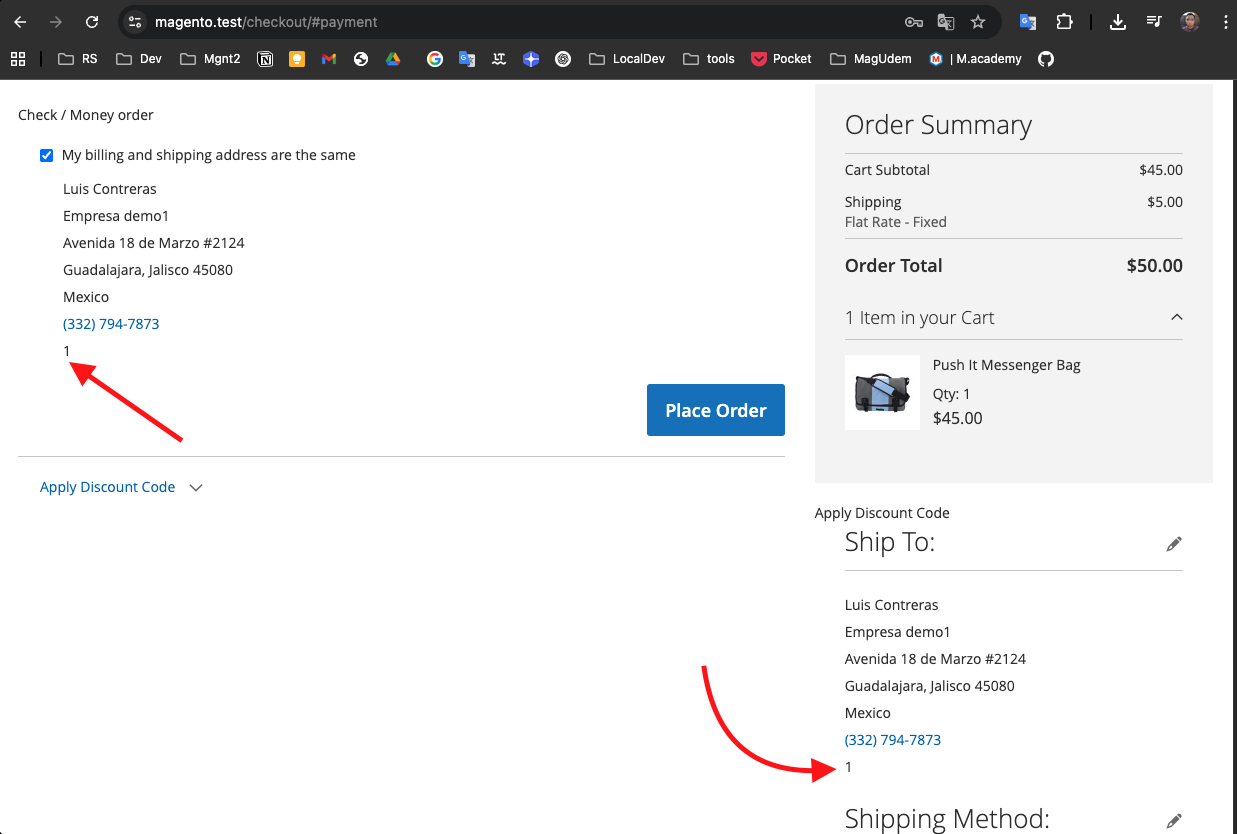 magento.test/checkout/#payment
RS Dev Mgnt2 LT LocalDev tools Pocket MagUdem M | M.academy
Check / Money order
My billing and shipping address are the same
Luis Contreras
Empresa demo1
Avenida 18 de Marzo #2124
Guadalajara, Jalisco 45080
Mexico
(332) 794-7873
1
Place Order
Apply Discount Code
Order Summary
Cart Subtotal $45.00
Shipping $5.00
Flat Rate - Fixed
Order Total $50.00
1 Item in your Cart
Push It Messenger Bag
Qty: 1
$45.00
Apply Discount Code
Ship To:
Luis Contreras
Empresa demo1
Avenida 18 de Marzo #2124
Guadalajara, Jalisco 45080
Mexico
(332) 794-7873
1
Shipping Method: